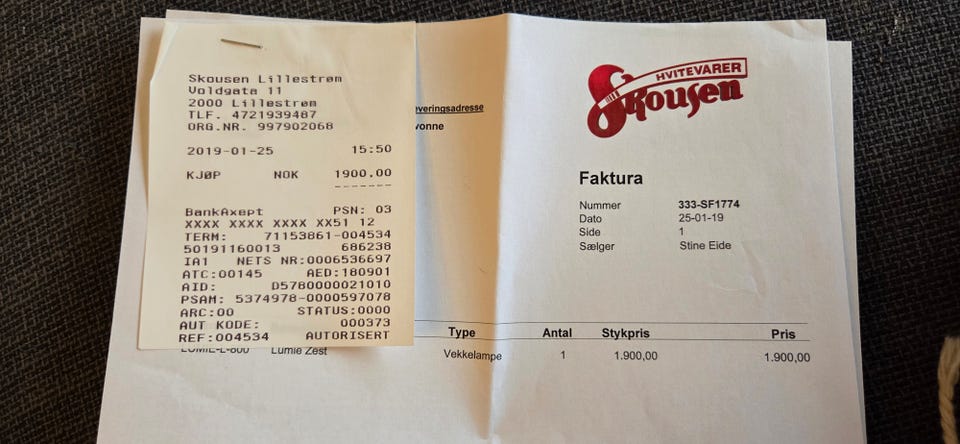 Skousen Lillestrøm
Voldgata 11
2000 Lillestrøm
TLF. 4721939487
ORG.NR. 997902068
2019-01-25 15:50
KJØP NOK 1900.00
-------
BankAxept PSN: 03
XXXX XXXX XXXX XX51 12
TERM: 71153861-004534
50191160013 686238
IA1 NETS NR:0006536697
ATC:00145 AED:180901
AID: D5780000021010
PSAM: 5374978-0000597078
ARC:00 STATUS:0000
AUT KODE: 000373
REF:004534 AUTORISERT
everingsadresse
vonne
HVITEVARER
Skousen
Faktura
Nummer 333-SF1774
Dato 25-01-19
Side 1
Sælger Stine Eide
Type Antal Stykpris Pris
LUMIE-L-800 Lumie Zest Vekkelampe 1 1.900,00 1.900,00